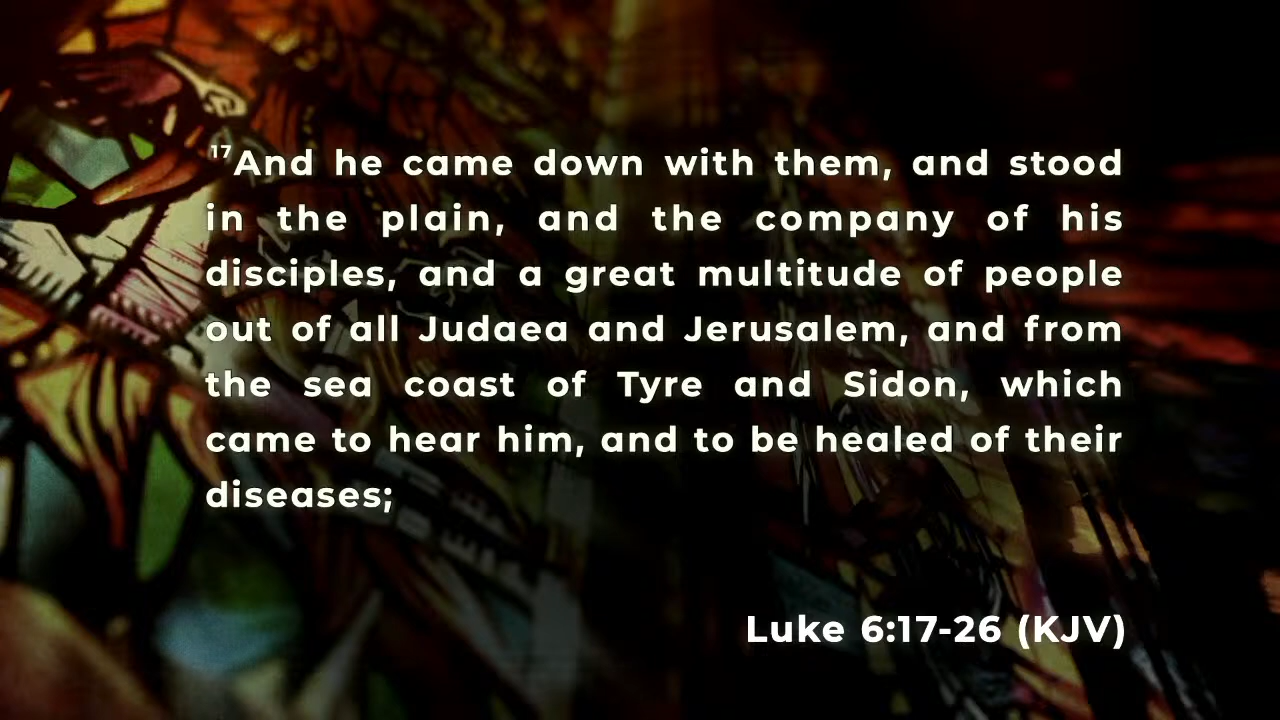 17And he came down with them, and stood
in the plain, and the company of his
disciples, and a great multitude of people
out of all Judaea and Jerusalem, and from
the sea coast of Tyre and Sidon, which
came to hear him, and to be healed of their
diseases;
Luke 6:17-26 (KJV)